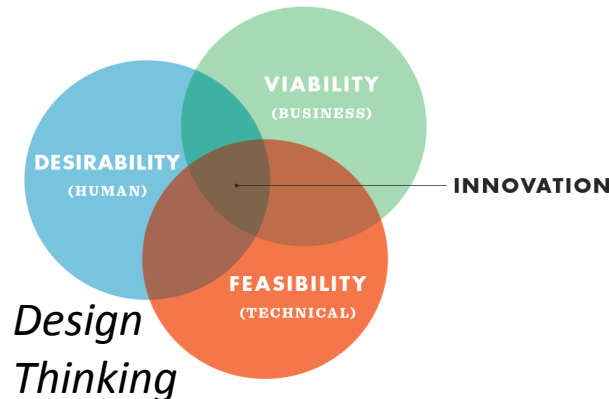 VIABILITY
(BUSINESS)
DESIRABILITY
(HUMAN)
INNOVATION
FEASIBILITY
(TECHNICAL)
Design
Thinking